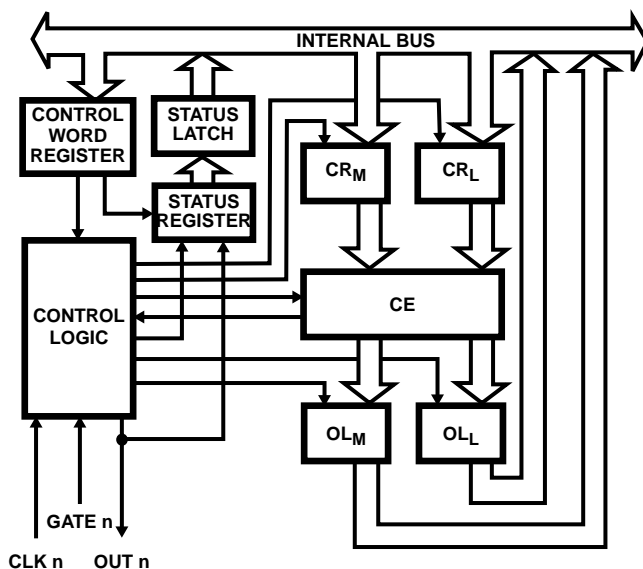 INTERNAL BUS
CONTROL
WORD
REGISTER
STATUS
LATCH
CRM
CRL
STATUS
REGISTER
CONTROL
LOGIC
CE
OLM
OLL
GATE n
CLK n
OUT n